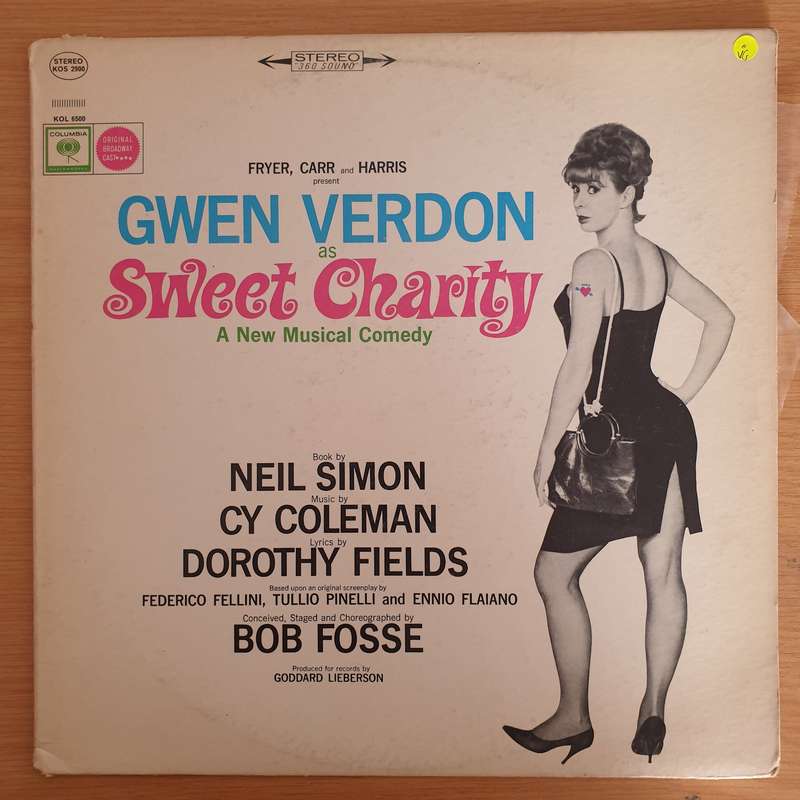 STEREO
KOS 2900
STEREO
"360 SOUND"
KOL 6500
COLUMBIA
ORIGINAL
BROADWAY
CAST
VG
FRYER, CARR and HARRIS
present
GWEN VERDON
as
Sweet Charity
A New Musical Comedy
Book by
NEIL SIMON
Music by
CY COLEMAN
Lyrics by
DOROTHY FIELDS
Based upon an original screenplay by
FEDERICO FELLINI, TULLIO PINELLI and ENNIO FLAIANO
Conceived, Staged and Choreographed by
BOB FOSSE
Produced for records by
GODDARD LIEBERSON